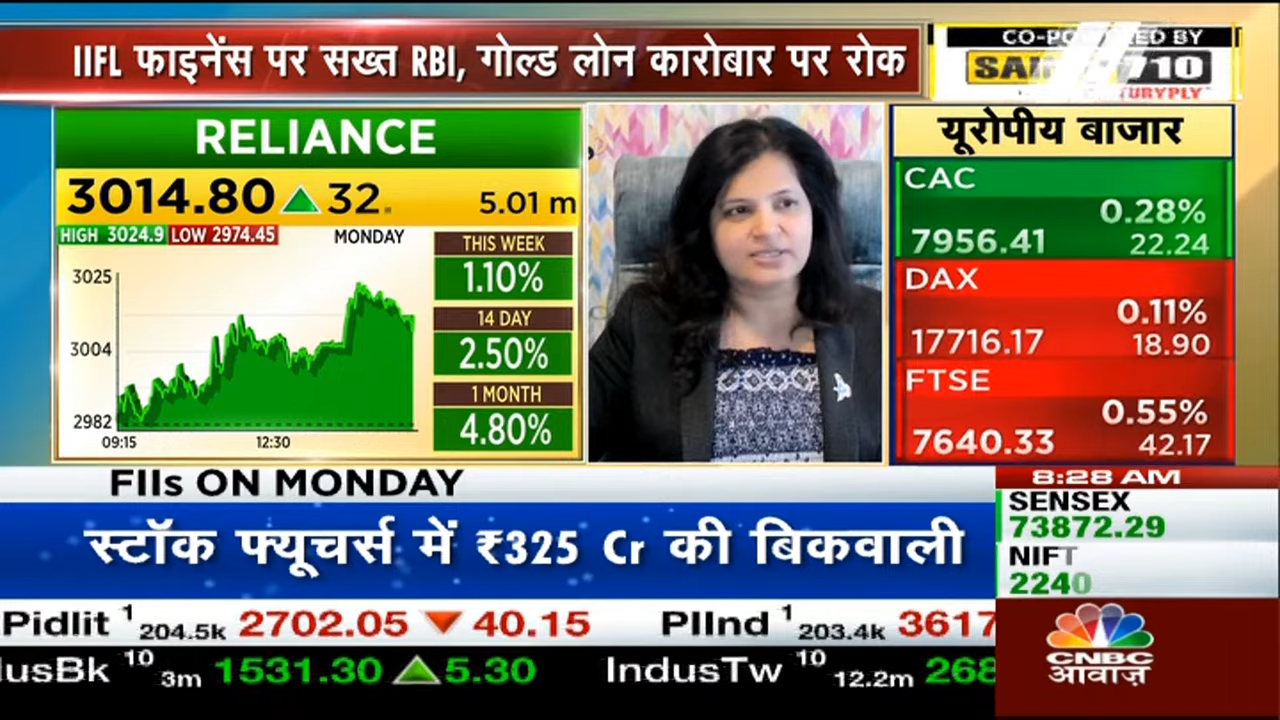 IIFL फाइनेंस पर सख्त RBI, गोल्ड लोन कारोबार पर रोक
CO-POWERED BY
710
RELIANCE
3014.80 32. 5.01 m
HIGH 3024.9 LOW 2974.45 MONDAY
3025
3004
2982
09:15 12:30
THIS WEEK
1.10%
14 DAY
2.50%
1 MONTH
4.80%
यूरोपीय बाजार
CAC
0.28%
7956.41 22.24
DAX
0.11%
17716.17 18.90
FTSE
0.55%
7640.33 42.17
FIIs ON MONDAY
स्टॉक फ्यूचर्स में ₹325 Cr की बिकवाली
8:28 AM
SENSEX
73872.29
NIFT
2240
Pidlit 1 204.5k 2702.05 40.15 PIInd 1 203.4k 3617
dusBk 10 3m 1531.30 5.30 IndusTw 10 12.2m 268
CNBC
आवाज़